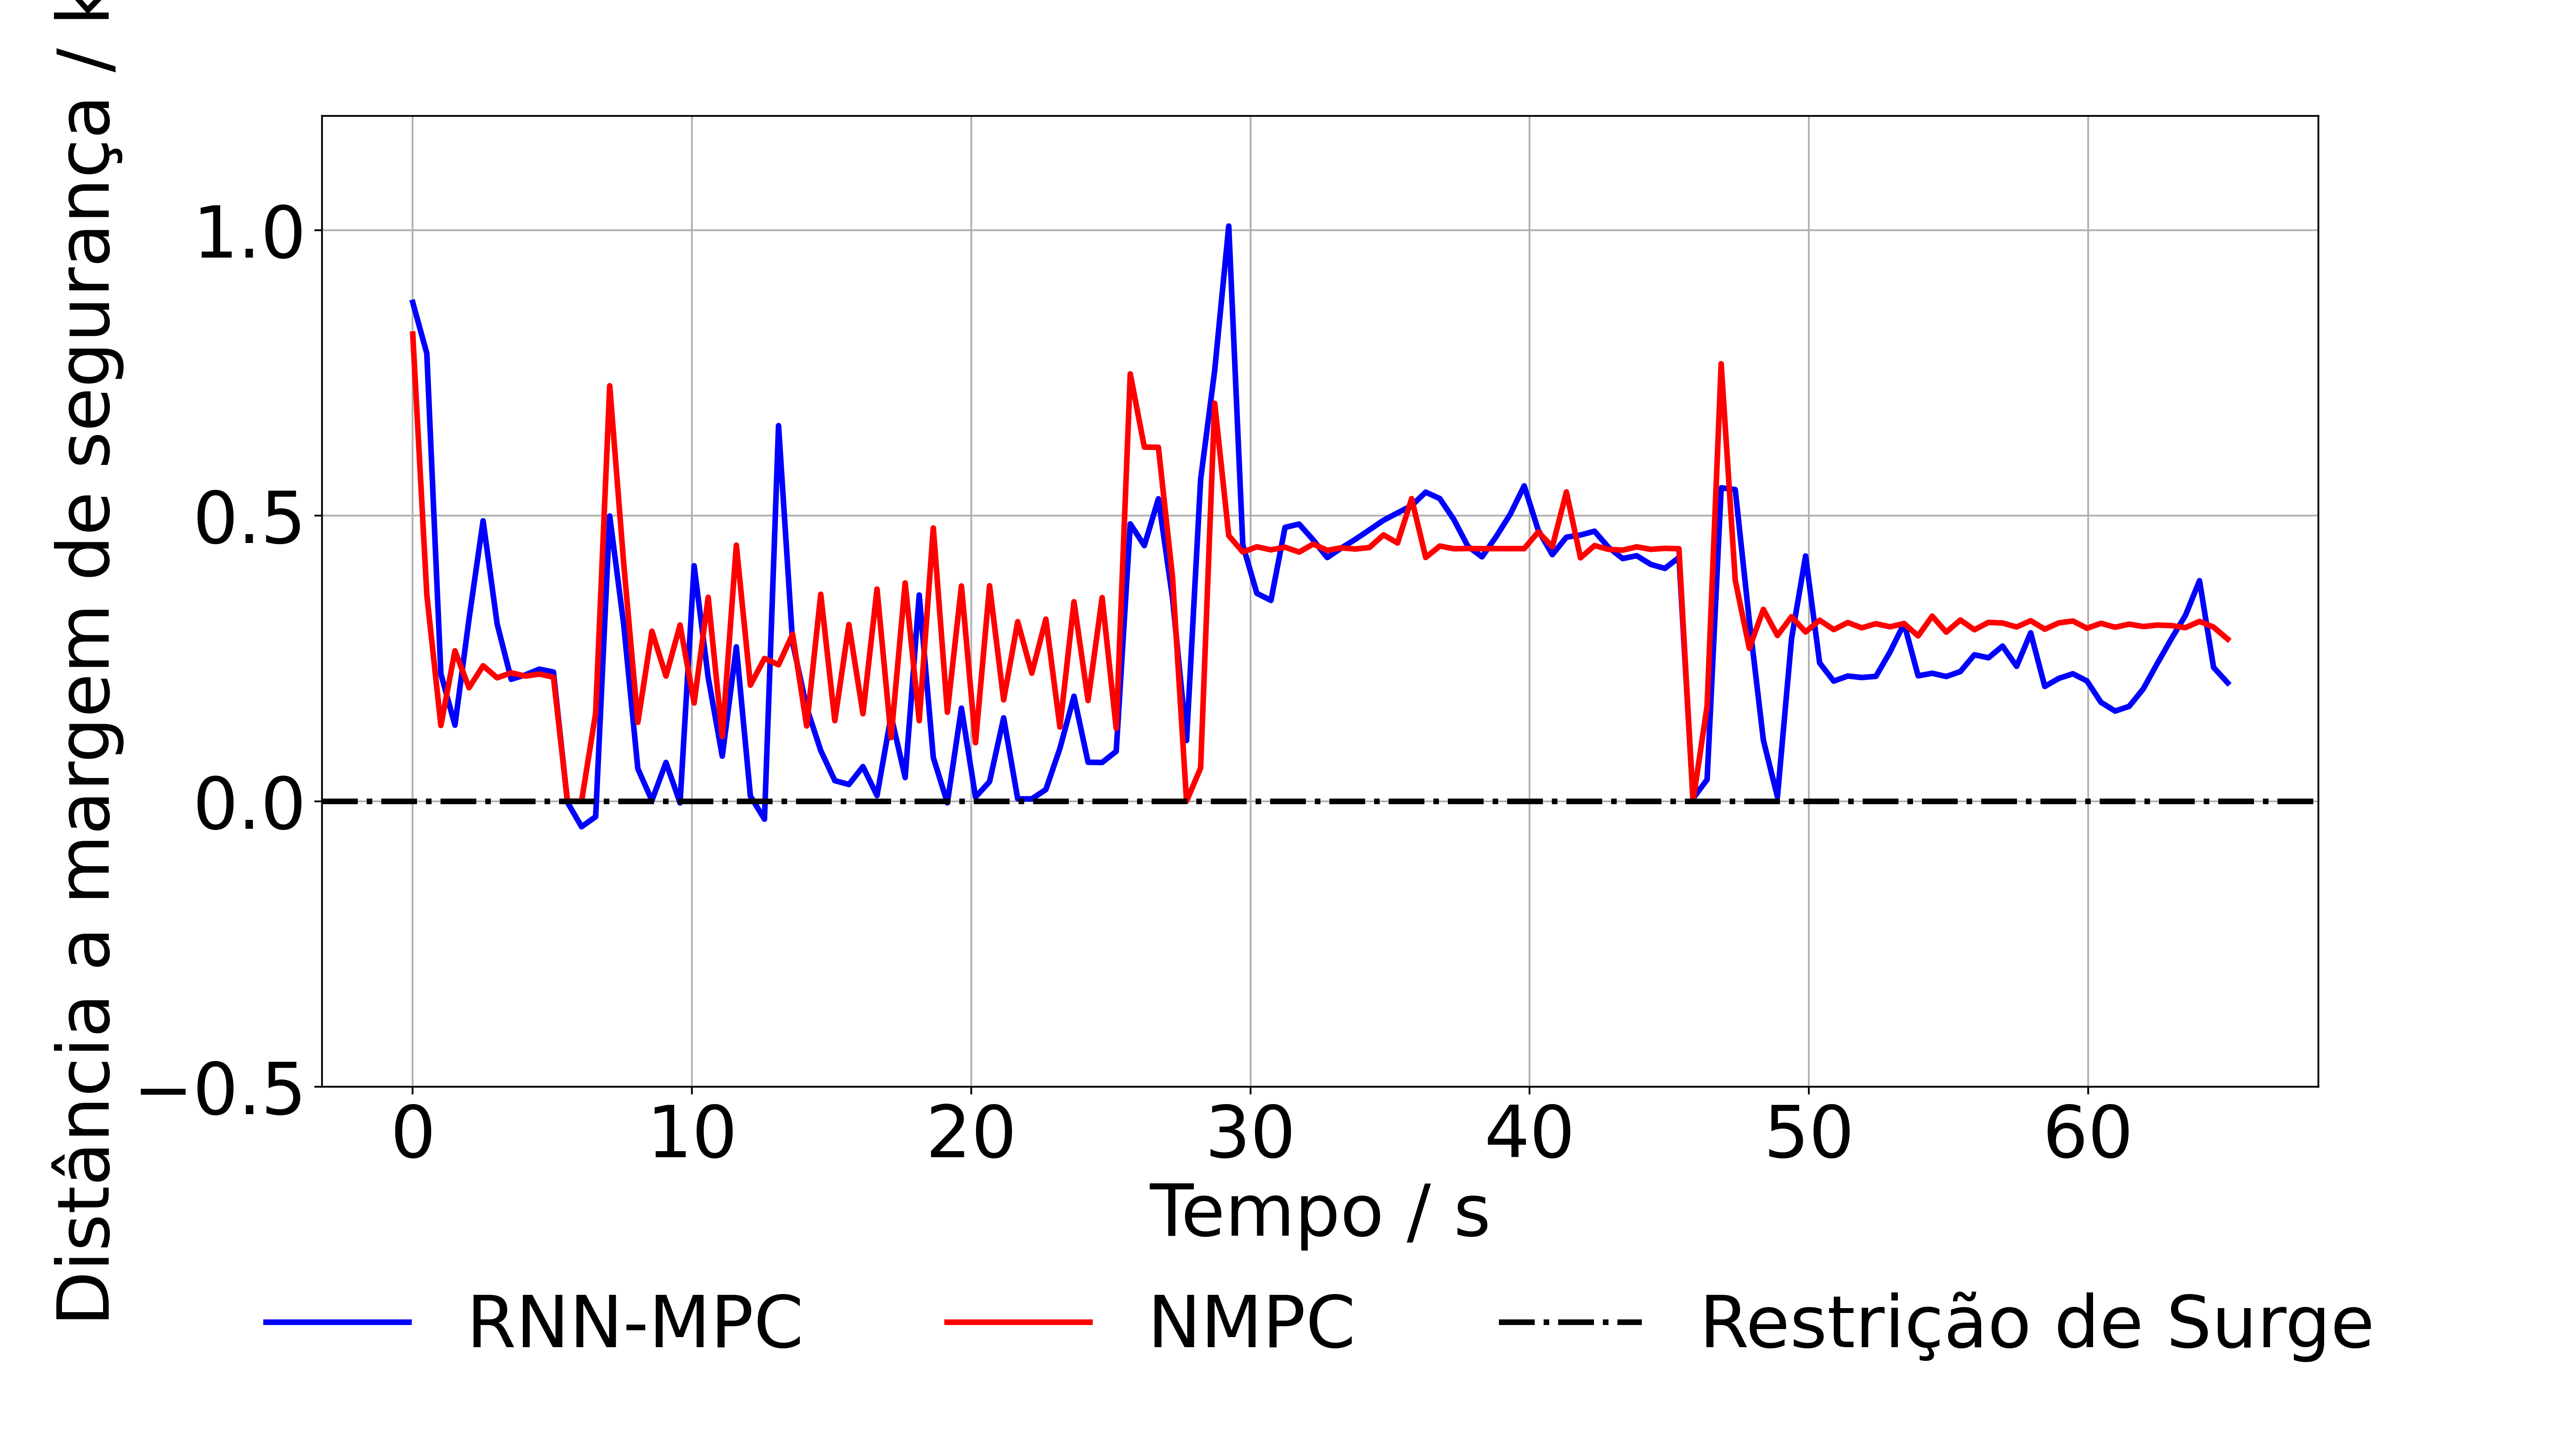 Distância a margem de segurança / k
1.0
0.5
0.0
−0.5
0 10 20 30 40 50 60
Tempo / s
RNN-MPC NMPC Restrição de Surge